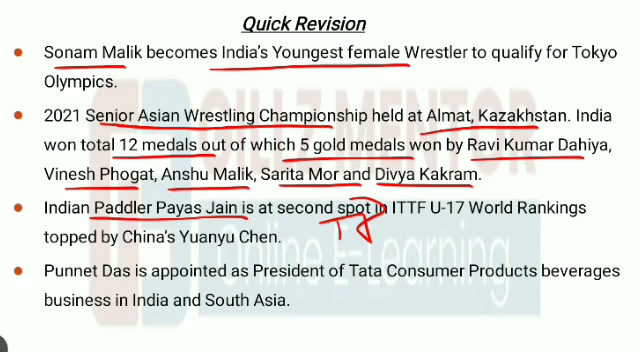 Quick Revision
• Sonam Malik becomes India's Youngest female Wrestler to qualify for Tokyo
Olympics.
• 2021 Senior Asian Wrestling Championship held at Almat, Kazakhstan. India
won total 12 medals out of which 5 gold medals won by Ravi Kumar Dahiya,
Vinesh Phogat, Anshu Malik, Sarita Mor and Divya Kakram.
• Indian Paddler Payas Jain is at second spot in ITTF U-17 World Rankings
topped by China's Yuanyu Chen.
• Punnet Das is appointed as President of Tata Consumer Products beverages
business in India and South Asia.
MENTOR
Online E-Learning